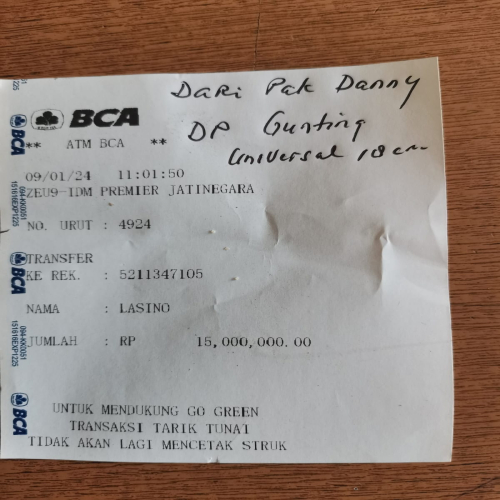 Dari Pak Danny
BCA
DP Gunting
** ATM BCA **
Universal 18 cm
09/01/24 11:01:50
ZEU9-IDM PREMIER JATINEGARA
NO. URUT : 4924
TRANSFER
KE REK. : 5211347105
NAMA : LASINO
JUMLAH : RP 15,000,000.00
UNTUK MENDUKUNG GO GREEN
TRANSAKSI TARIK TUNAI
TIDAK AKAN LAGI MENCETAK STRUK
BCA
BCA
BCA
BCA